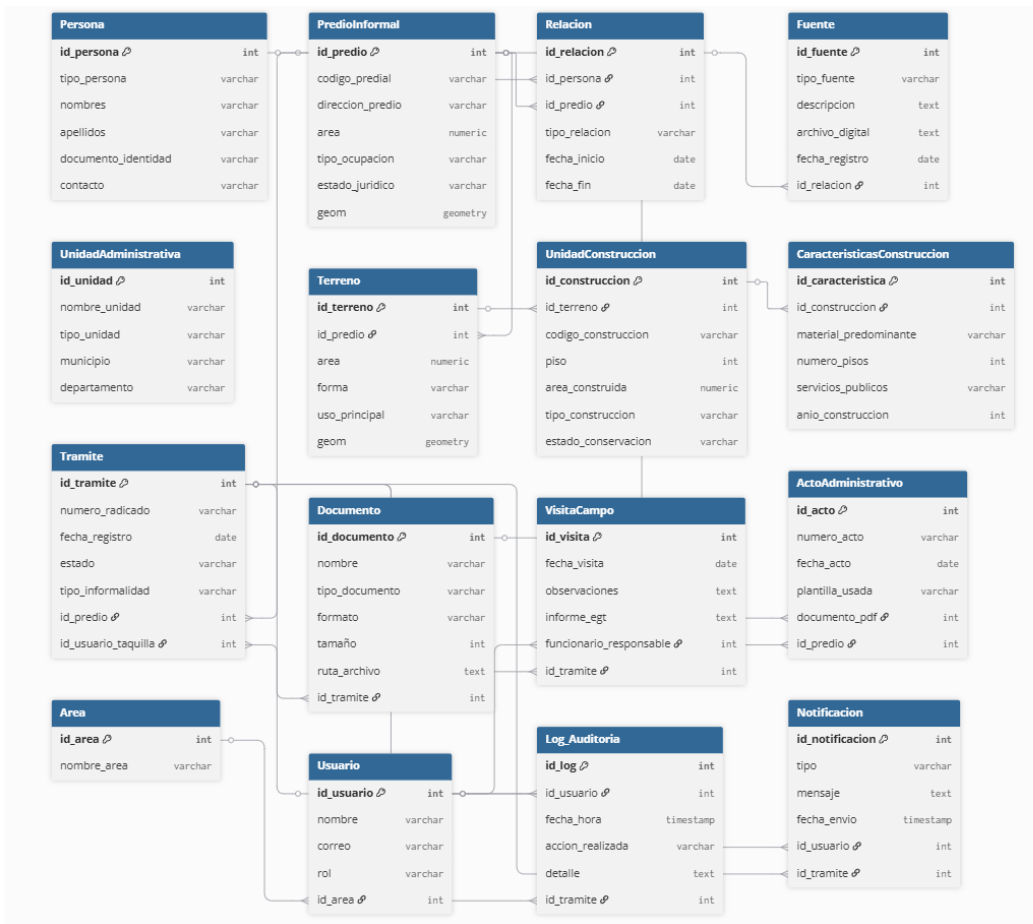 Persona
id_persona int
tipo_persona varchar
nombres varchar
apellidos varchar
documento_identidad varchar
contacto varchar
PredioInformal
id_predio int
codigo_predial varchar
direccion_predio varchar
area numeric
tipo_ocupacion varchar
estado_juridico varchar
geom geometry
Relacion
id_relacion int
id_persona int
id_predio int
tipo_relacion varchar
fecha_inicio date
fecha_fin date
Fuente
id_fuente int
tipo_fuente varchar
descripcion text
archivo_digital text
fecha_registro date
id_relacion int
UnidadAdministrativa
id_unidad int
nombre_unidad varchar
tipo_unidad varchar
municipio varchar
departamento varchar
Terreno
id_terreno int
id_predio int
area numeric
forma varchar
uso_principal varchar
geom geometry
UnidadConstruccion
id_construccion int
id_terreno int
codigo_construccion varchar
piso int
area_construida numeric
tipo_construccion varchar
estado_conservacion varchar
CaracteristicasConstruccion
id_caracteristica int
id_construccion int
material_predominante varchar
numero_pisos int
servicios_publicos varchar
anio_construccion int
Tramite
id_tramite int
numero_radicado varchar
fecha_registro date
estado varchar
tipo_informalidad varchar
id_predio int
id_usuario_taquilla int
Documento
id_documento int
nombre varchar
tipo_documento varchar
formato varchar
tamaño int
ruta_archivo text
id_tramite int
VisitaCampo
id_visita int
fecha_visita date
observaciones text
informe_egt text
funcionario_responsable int
id_tramite int
ActoAdministrativo
id_acto int
numero_acto varchar
fecha_acto date
plantilla_usada varchar
documento_pdf int
id_predio int
Area
id_area int
nombre_area varchar
Usuario
id_usuario int
nombre varchar
correo varchar
rol varchar
id_area int
Log_Auditoria
id_log int
id_usuario int
fecha_hora timestamp
accion_realizada varchar
detalle text
id_tramite int
Notificacion
id_notificacion int
tipo varchar
mensaje text
fecha_envio timestamp
id_usuario int
id_tramite int